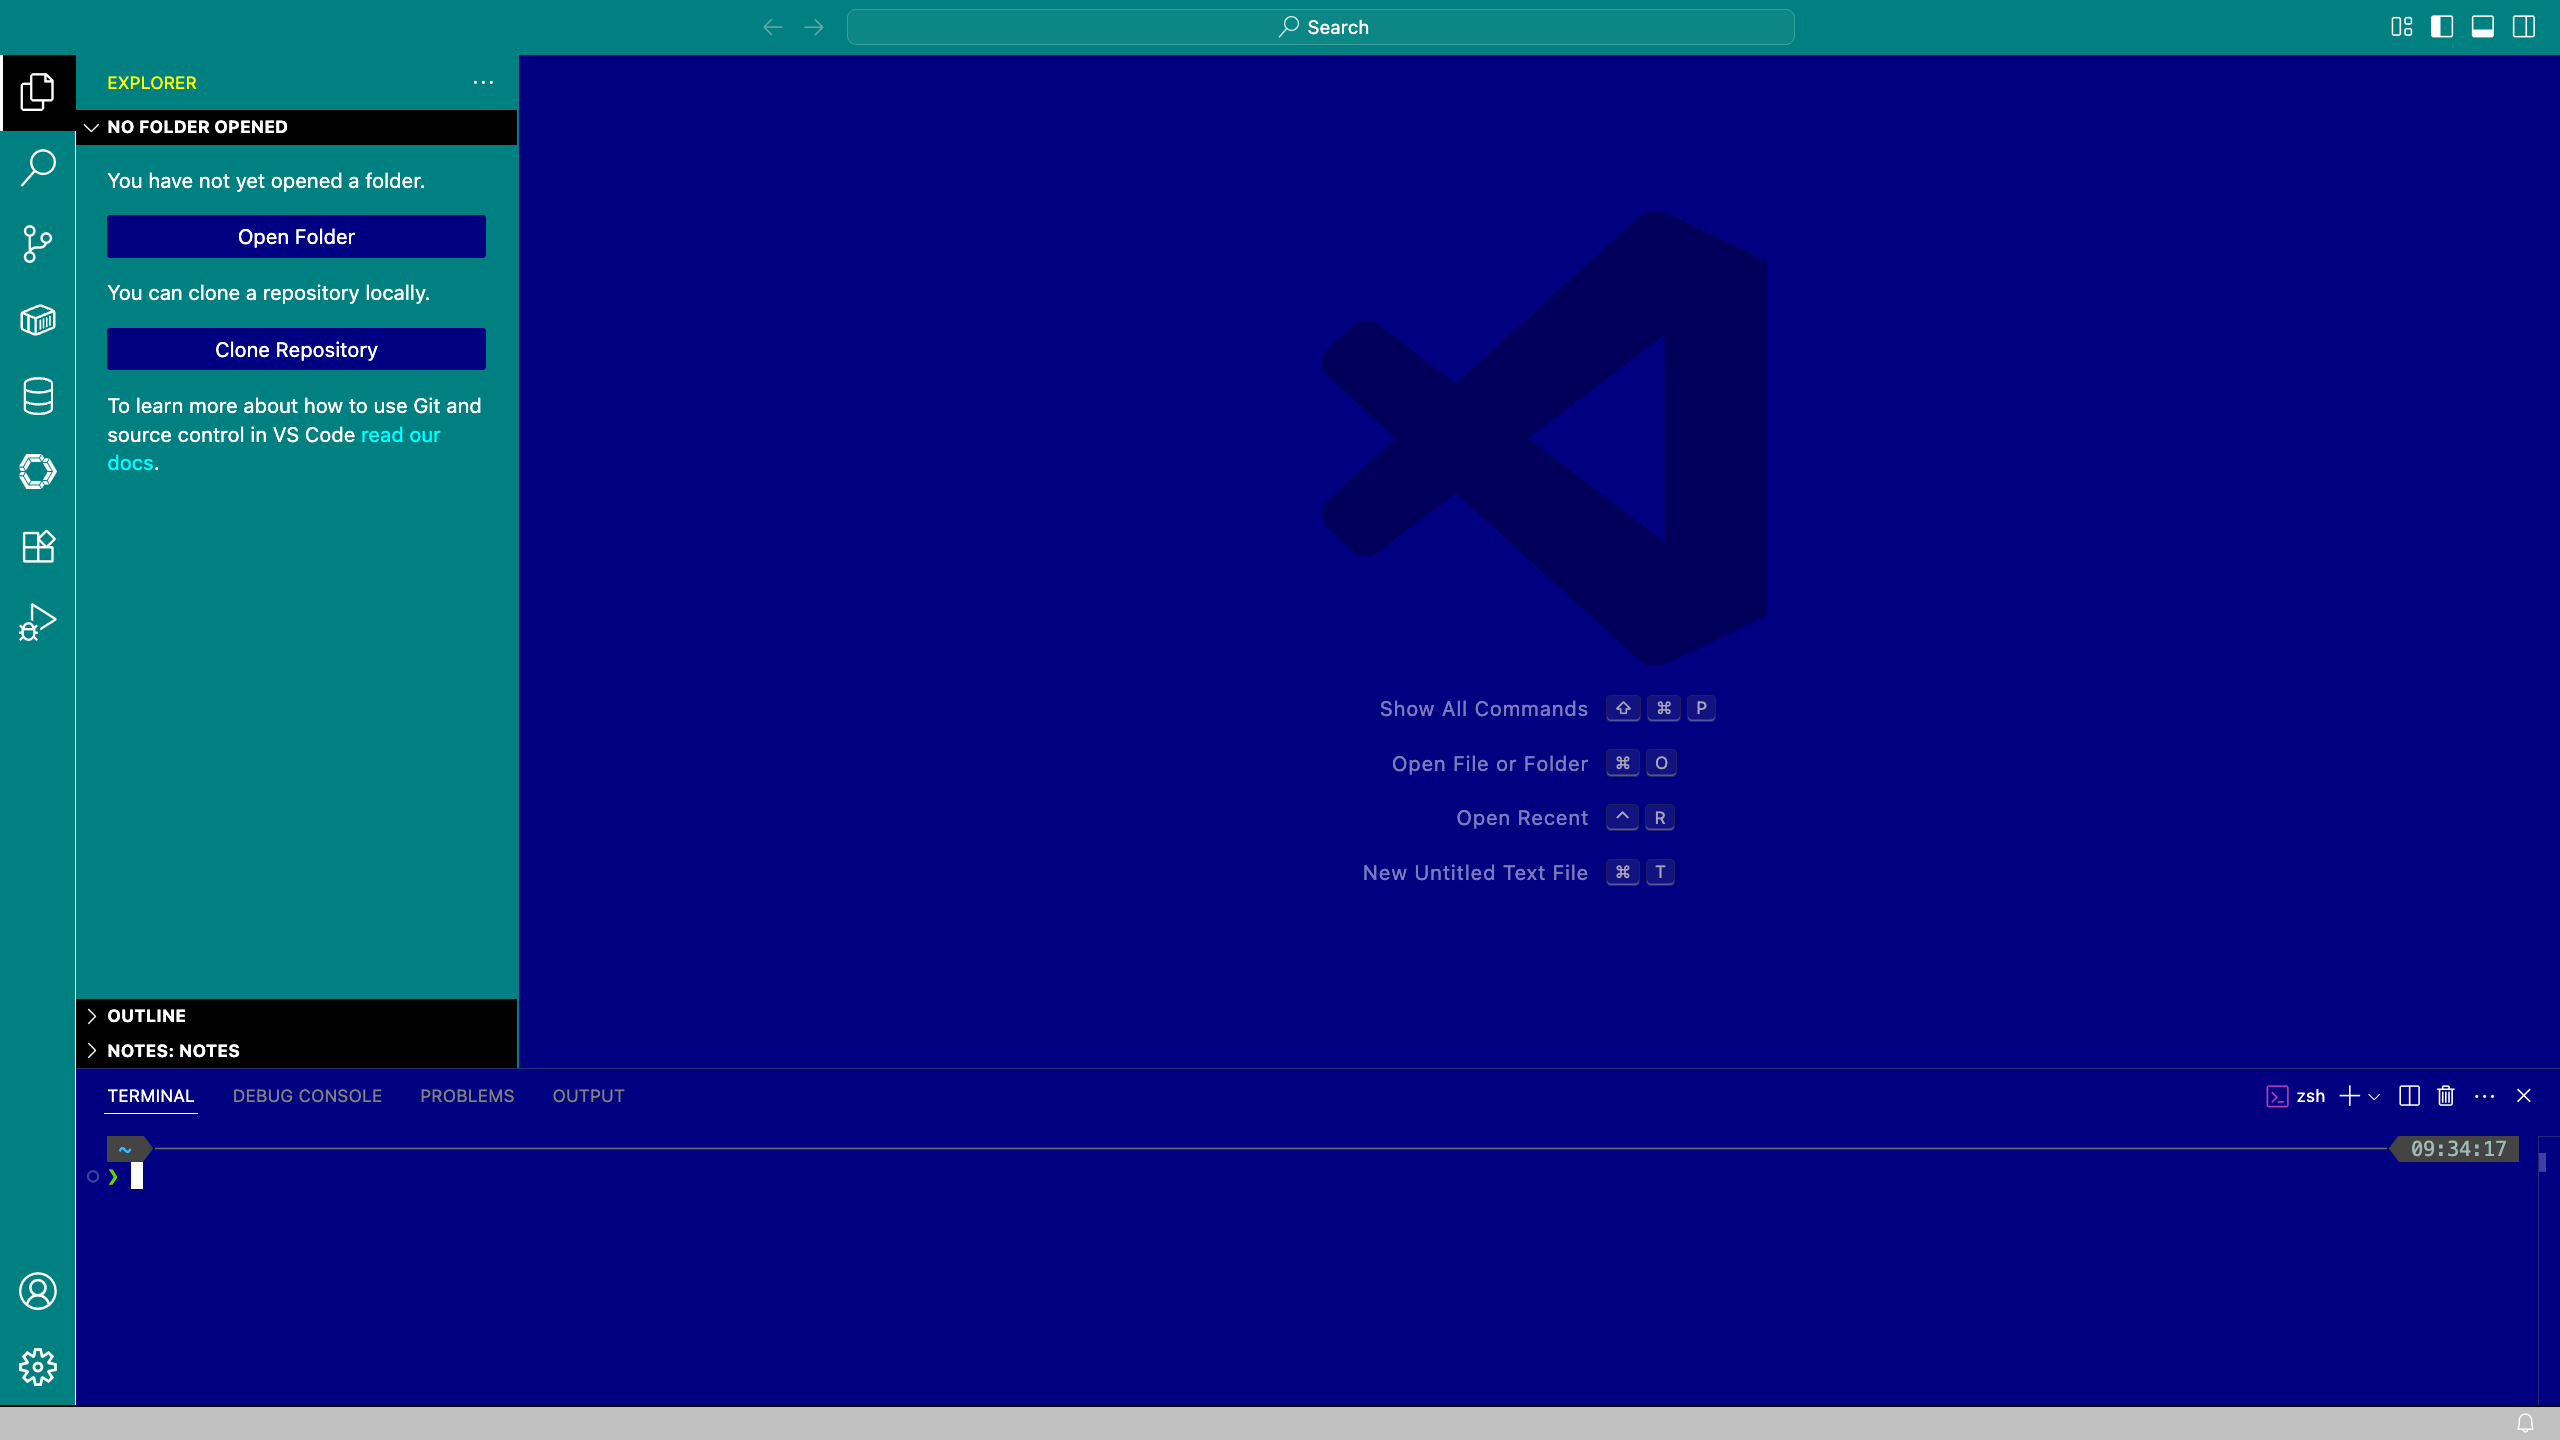 Search
EXPLORER
NO FOLDER OPENED
You have not yet opened a folder.
Open Folder
You can clone a repository locally.
Clone Repository
To learn more about how to use Git and
source control in VS Code read our
docs.
Show All Commands ⇧ ⌘ P
Open File or Folder ⌘ O
Open Recent ^ R
New Untitled Text File ⌘ T
OUTLINE
NOTES: NOTES
TERMINAL DEBUG CONSOLE PROBLEMS OUTPUT zsh
~ 09:34:17
❯